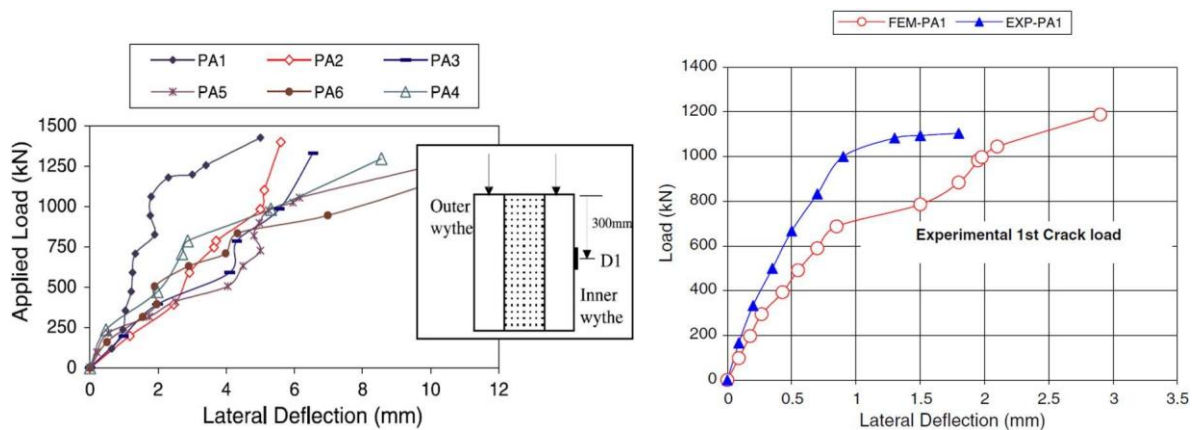 PA1 PA2 PA3
PA5 PA6 PA4
1500
1250
1000
750
500
250
0
0 2 4 6 8 10 12
Applied Load (kN)
Lateral Deflection (mm)
Outer
wythe
300mm
D1
Inner
wythe
FEM-PA1 EXP-PA1
1400
1200
1000
800
600
400
200
0
0 0.5 1 1.5 2 2.5 3 3.5
Load (kN)
Experimental 1st Crack load
Lateral Deflection (mm)